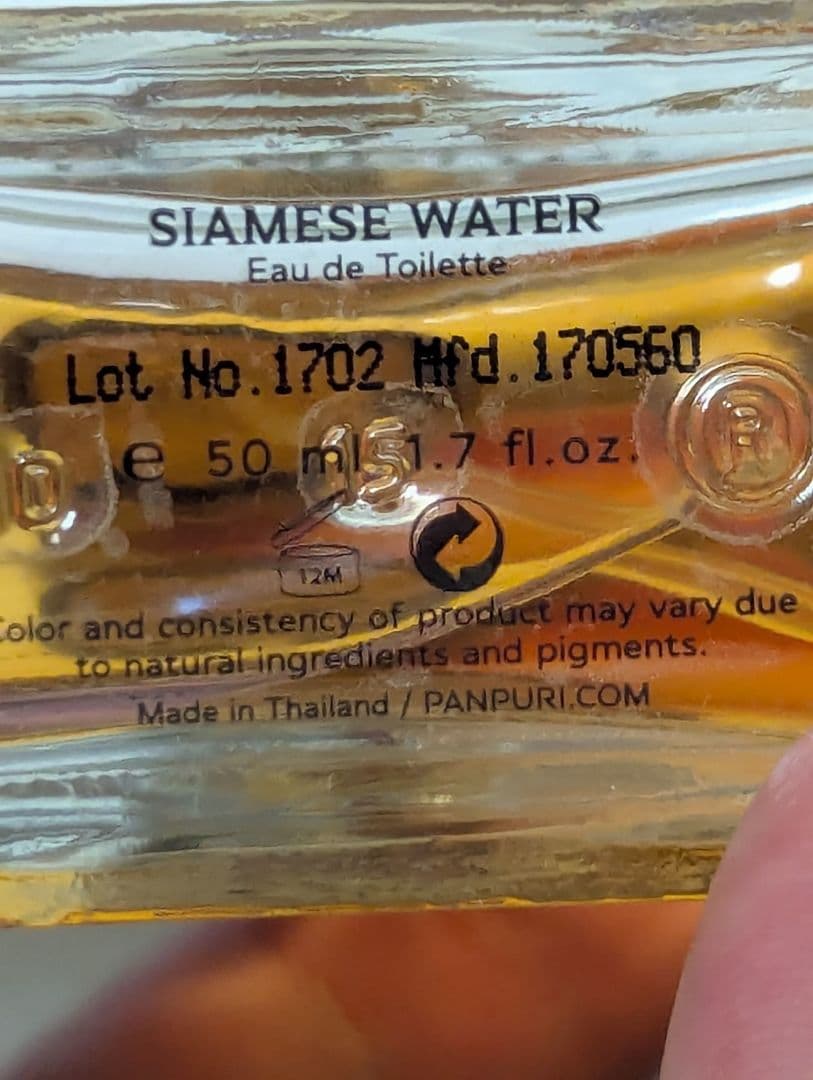 SIAMESE WATER
Eau de Toilette
Lot No.1702 Mfd.170560
e 50 ml 1.7 fl.oz.
15
12M
Color and consistency of product may vary due
to natural ingredients and pigments.
Made in Thailand / PANPURI.COM